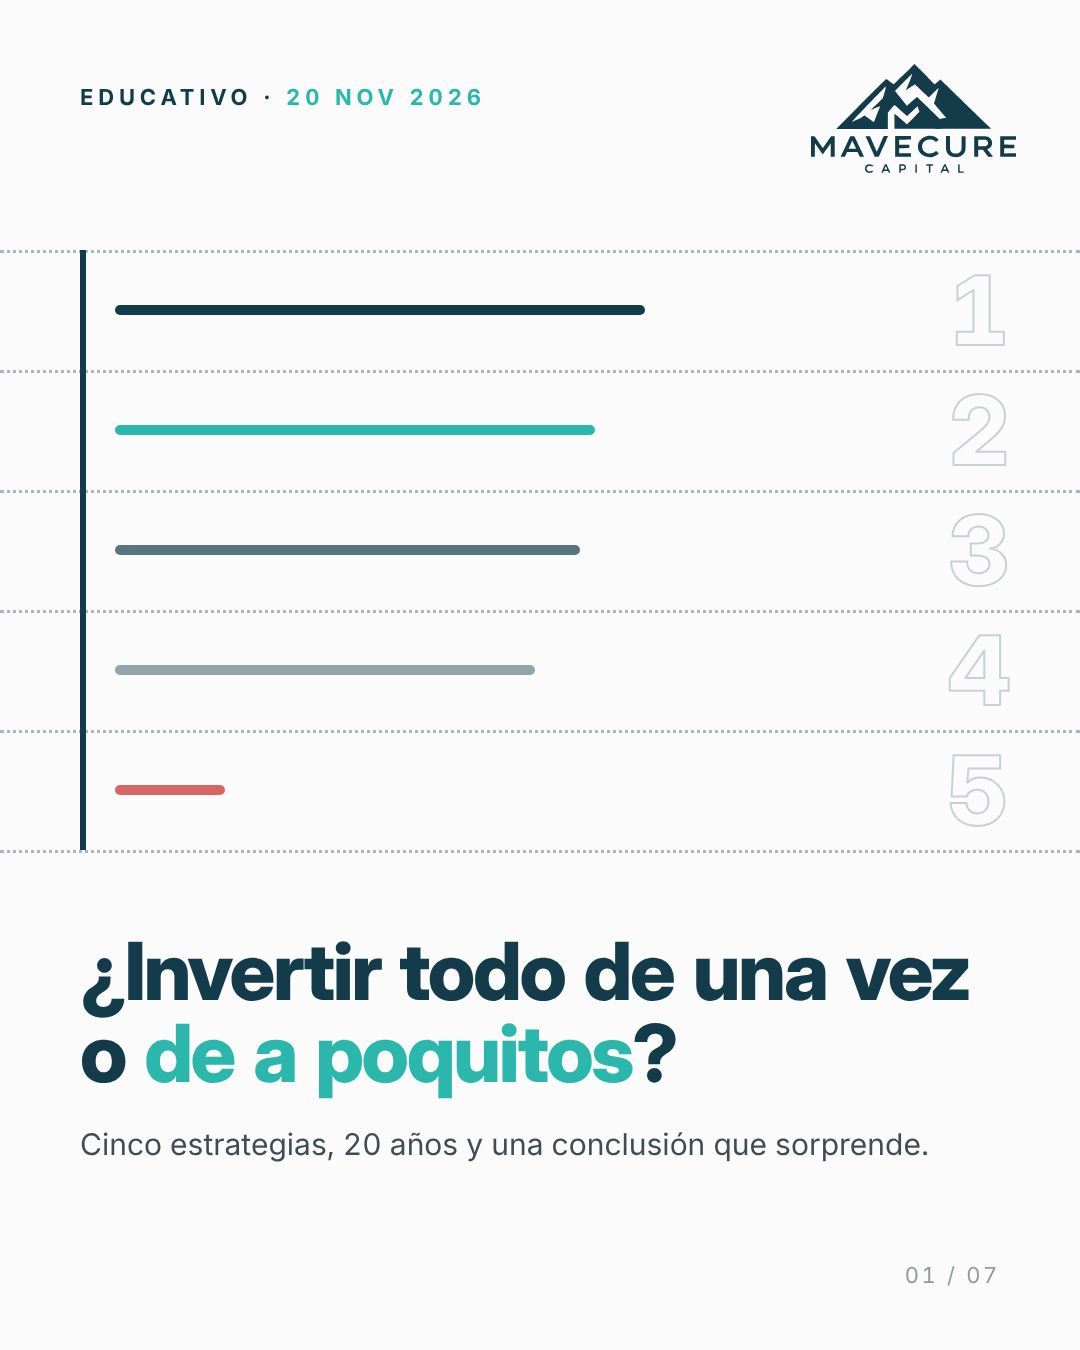 EDUCATIVO · 20 NOV 2026
MAVECURE
CAPITAL
1
2
3
4
5
¿Invertir todo de una vez
o de a poquitos?
Cinco estrategias, 20 años y una conclusión que sorprende.
01 / 07